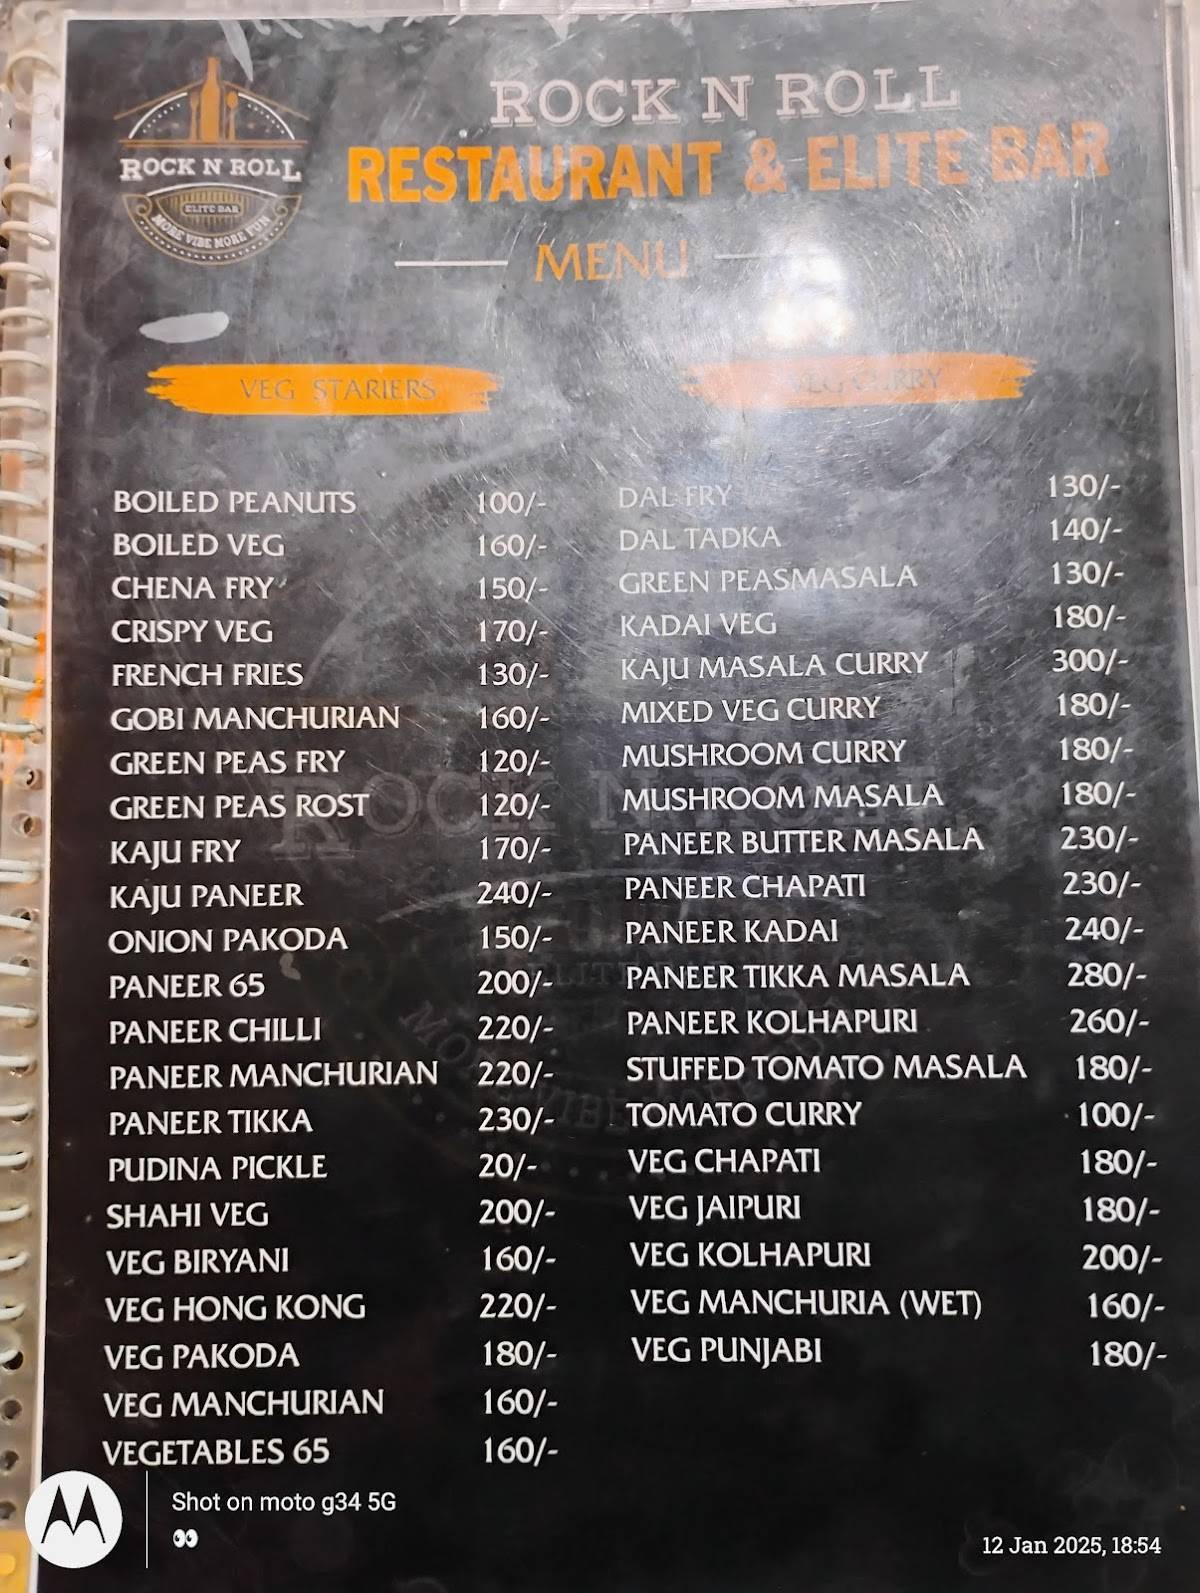 ROCK N ROLL
ELITE BAR
MORE VIBE MORE FUN
ROCK N ROLL
RESTAURANT & ELITE BAR
MENU
VEG STARIERS
BOILED PEANUTS 100/-
BOILED VEG 160/-
CHENA FRY 150/-
CRISPY VEG 170/-
FRENCH FRIES 130/-
GOBI MANCHURIAN 160/-
GREEN PEAS FRY 120/-
GREEN PEAS ROST 120/-
KAJU FRY 170/-
KAJU PANEER 240/-
ONION PAKODA 150/-
PANEER 65 200/-
PANEER CHILLI 220/-
PANEER MANCHURIAN 220/-
PANEER TIKKA 230/-
PUDINA PICKLE 20/-
SHAHI VEG 200/-
VEG BIRYANI 160/-
VEG HONG KONG 220/-
VEG PAKODA 180/-
VEG MANCHURIAN 160/-
VEGETABLES 65 160/-
VEG CURRY
DAL FRY 130/-
DAL TADKA 140/-
GREEN PEASMASALA 130/-
KADAI VEG 180/-
KAJU MASALA CURRY 300/-
MIXED VEG CURRY 180/-
MUSHROOM CURRY 180/-
MUSHROOM MASALA 180/-
PANEER BUTTER MASALA 230/-
PANEER CHAPATI 230/-
PANEER KADAI 240/-
PANEER TIKKA MASALA 280/-
PANEER KOLHAPURI 260/-
STUFFED TOMATO MASALA 180/-
TOMATO CURRY 100/-
VEG CHAPATI 180/-
VEG JAIPURI 180/-
VEG KOLHAPURI 200/-
VEG MANCHURIA (WET) 160/-
VEG PUNJABI 180/-
ROCK N ROLL
Shot on moto g34 5G
12 Jan 2025, 18:54